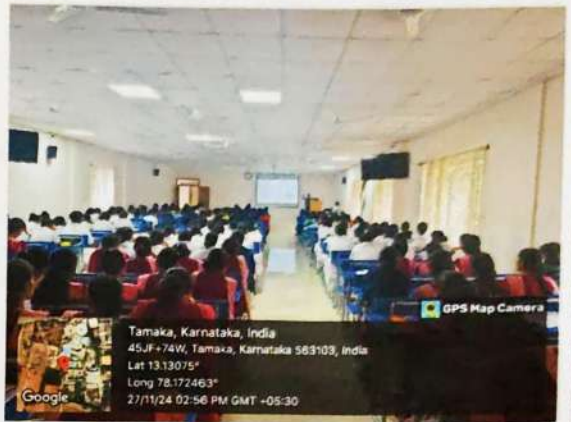 GPS Map Camera
Tamaka, Karnataka, India
45JF+74W, Tamaka, Karnataka 563103, India
Lat 13.13075°
Long 78.172463°
27/11/24 02:56 PM GMT +05:30
Google